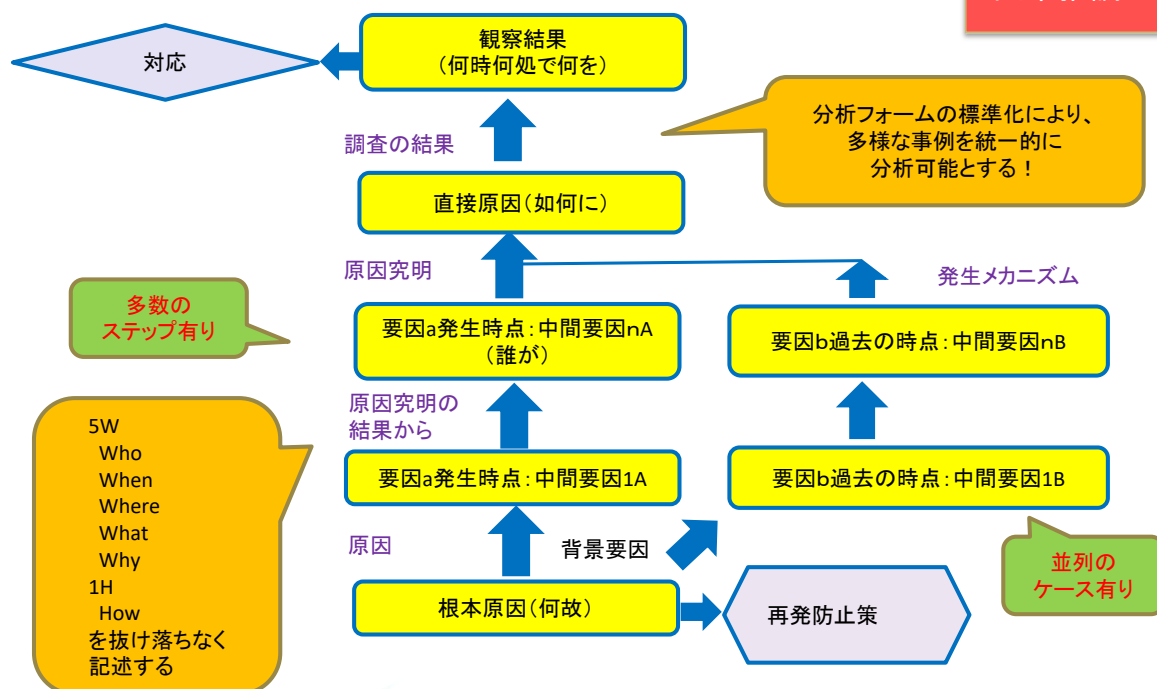 対応
観察結果
(何時何処で何を)
分析フォームの標準化により、
多様な事例を統一的に
分析可能とする！
調査の結果
直接原因(如何に)
原因究明
発生メカニズム
多数の
ステップ有り
要因a発生時点：中間要因nA
(誰が)
要因b過去の時点：中間要因nB
原因究明の
結果から
5W
Who
When
Where
What
Why
1H
How
を抜け落ちなく
記述する
要因a発生時点：中間要因1A
要因b過去の時点：中間要因1B
原因
背景要因
並列の
ケース有り
根本原因(何故)
再発防止策